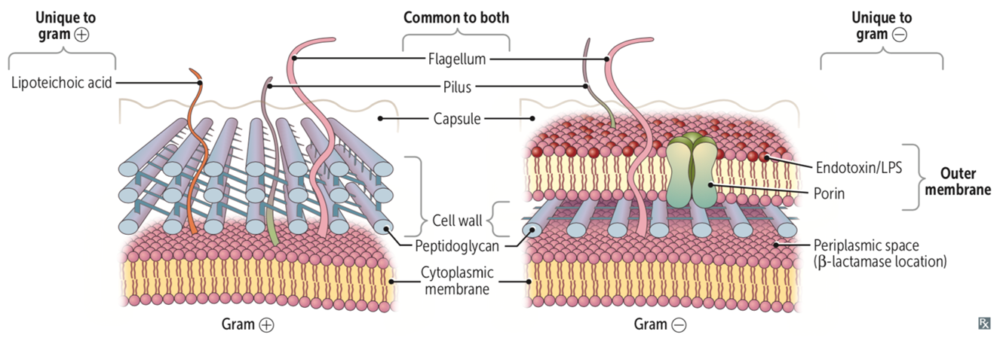 Unique to
gram ⊕
Common to both
Unique to
gram ⊖
Flagellum
Lipoteichoic acid
Pilus
Capsule
Endotoxin/LPS
Porin
Outer
membrane
Cell wall
Peptidoglycan
Periplasmic space
(β-lactamase location)
Cytoplasmic
membrane
Gram ⊕
Gram ⊖
℞